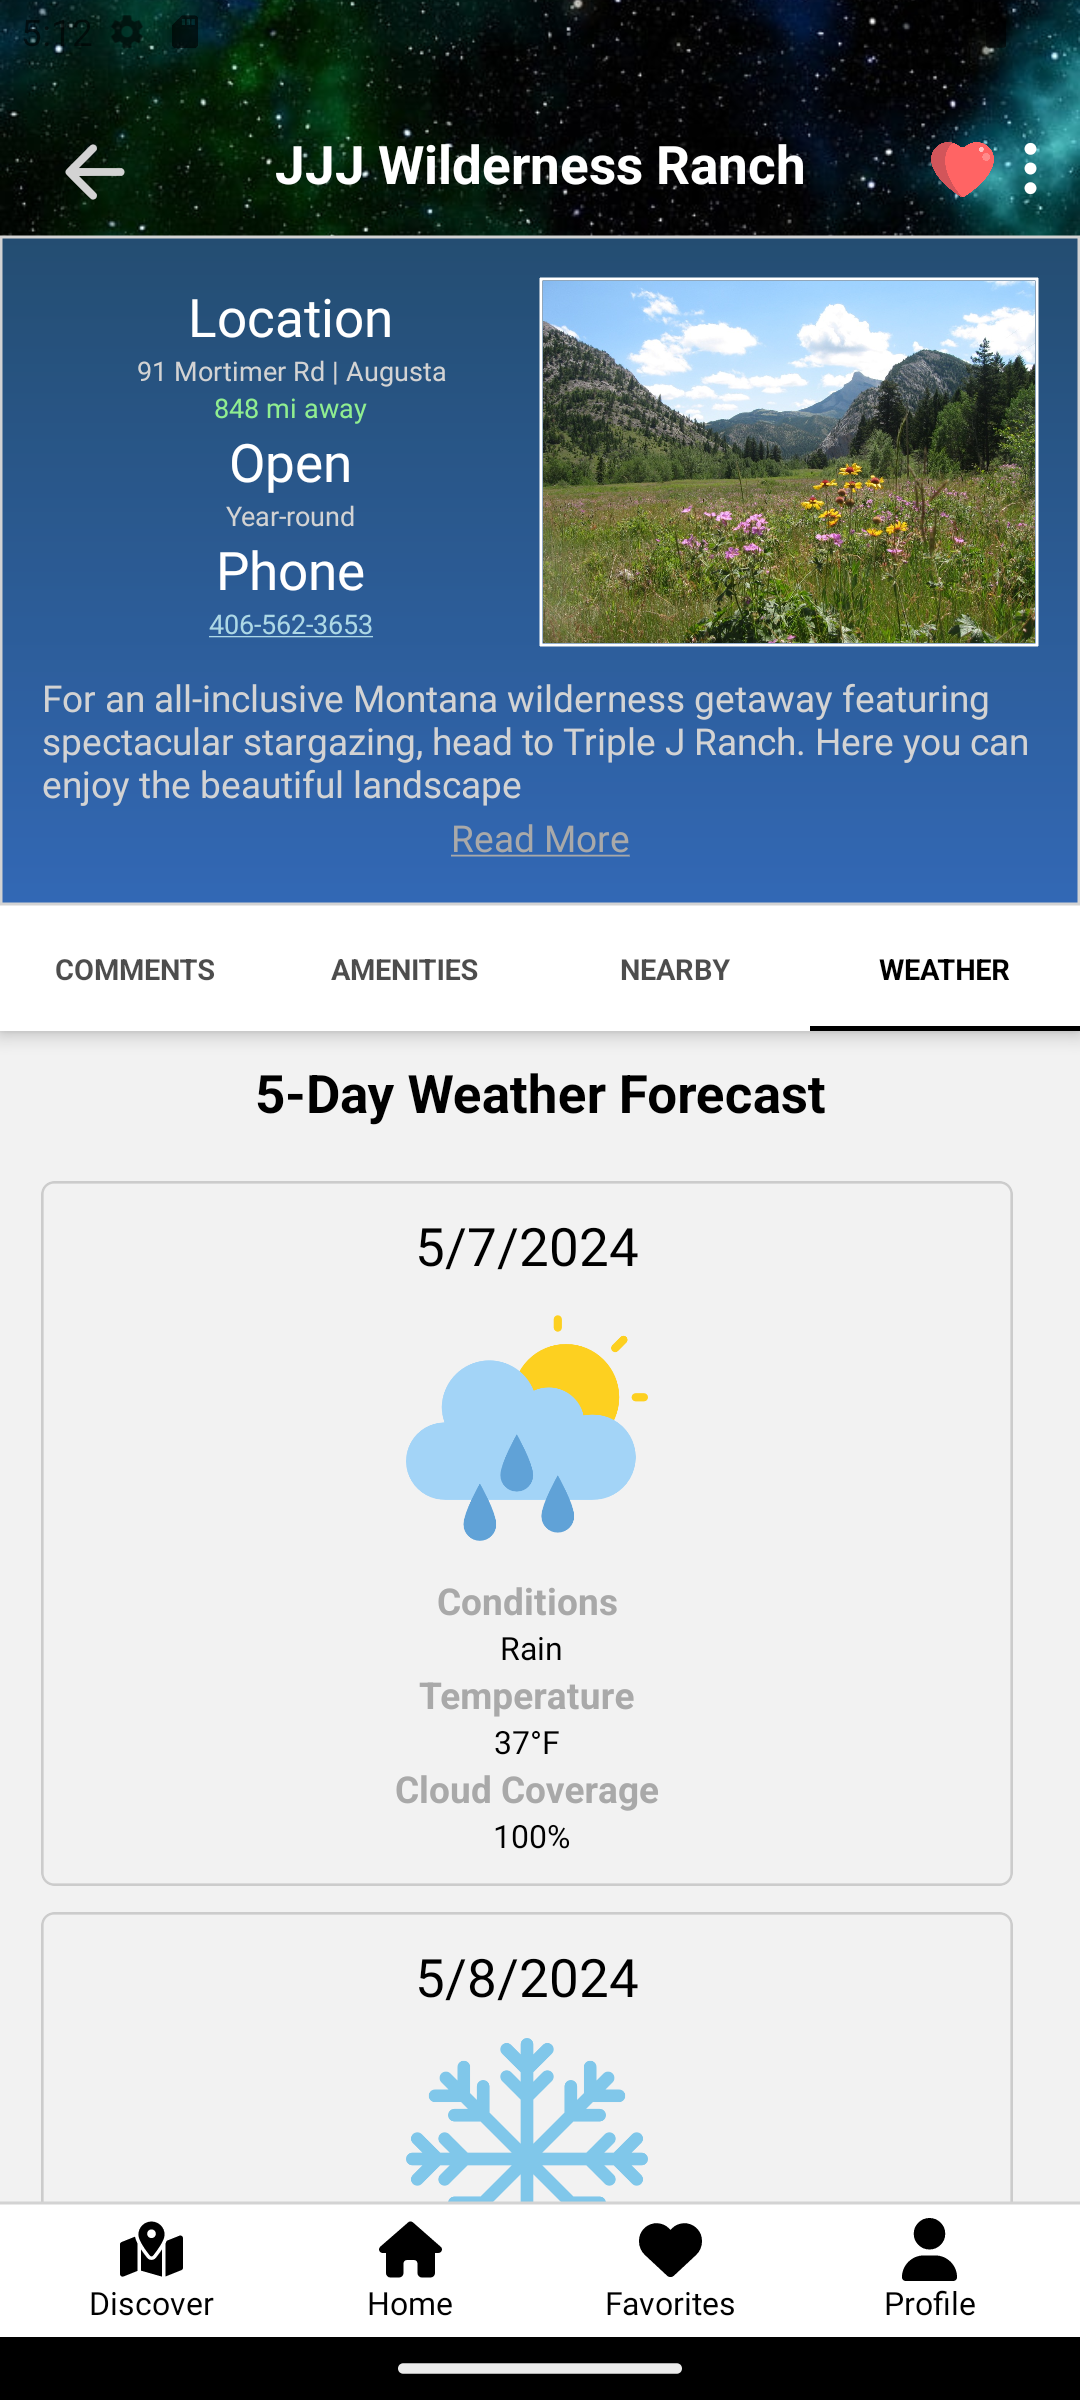 5:12
JJJ Wilderness Ranch
Location
91 Mortimer Rd | Augusta
848 mi away
Open
Year-round
Phone
406-562-3653
For an all-inclusive Montana wilderness getaway featuring
spectacular stargazing, head to Triple J Ranch. Here you can
enjoy the beautiful landscape
Read More
COMMENTS AMENITIES NEARBY WEATHER
5-Day Weather Forecast
5/7/2024
Conditions
Rain
Temperature
37°F
Cloud Coverage
100%
5/8/2024
Discover Home Favorites Profile